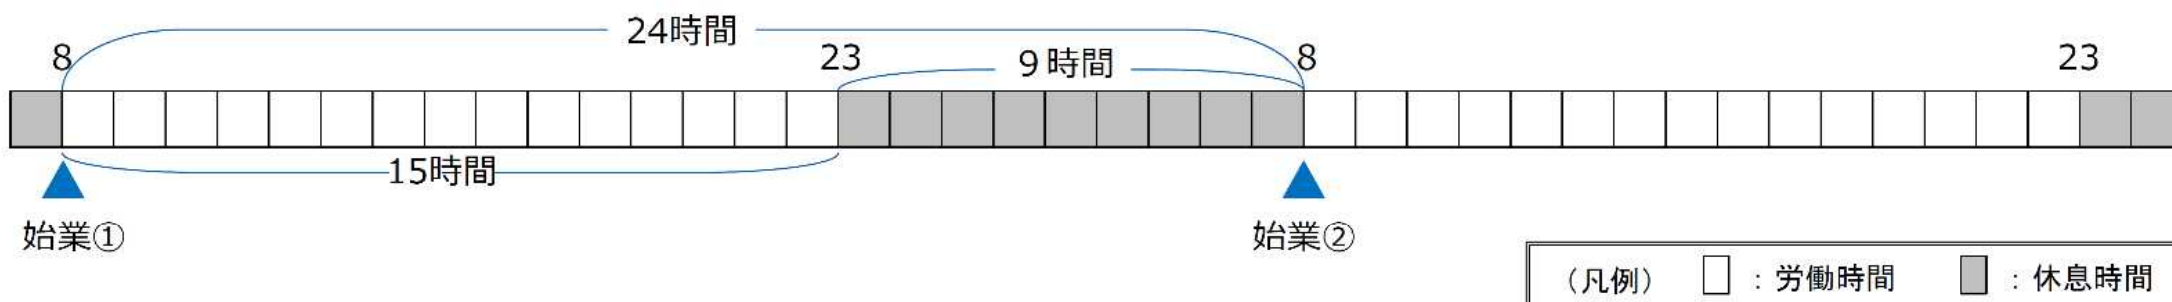 24時間
8 23 9時間 8 23
15時間
始業① 始業②
(凡例) :労働時間 :休息時間